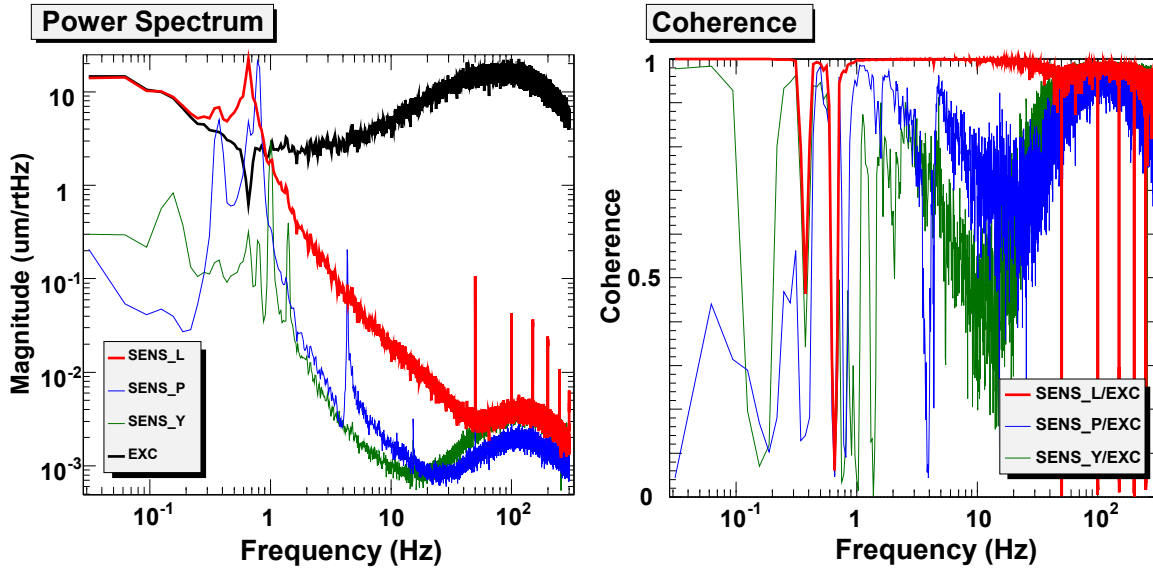 Power Spectrum
Magnitude (um/rtHz)
10
1
10^-1
10^-2
10^-3
SENS_L
SENS_P
SENS_Y
EXC
10^-1
1
10
10^2
Frequency (Hz)
Coherence
Coherence
1
0.5
0
SENS_L/EXC
SENS_P/EXC
SENS_Y/EXC
10^-1
1
10
10^2
Frequency (Hz)